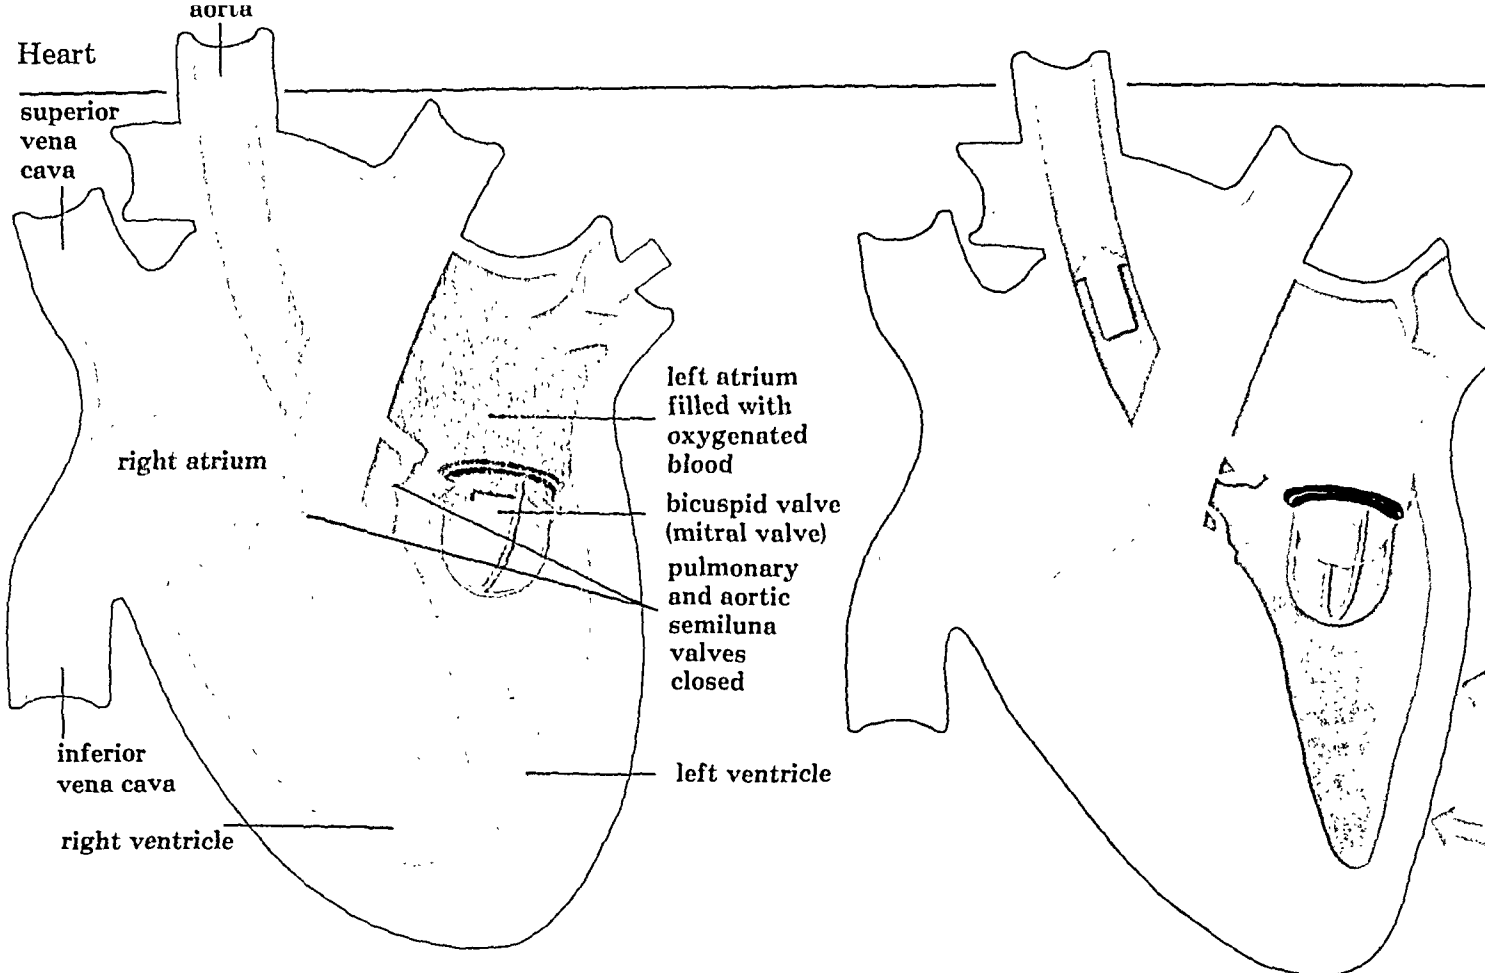 aorta
Heart
superior
vena
cava
left atrium
filled with
oxygenated
blood
right atrium
bicuspid valve
(mitral valve)
pulmonary
and aortic
semiluna
valves
closed
inferior
vena cava
left ventricle
right ventricle